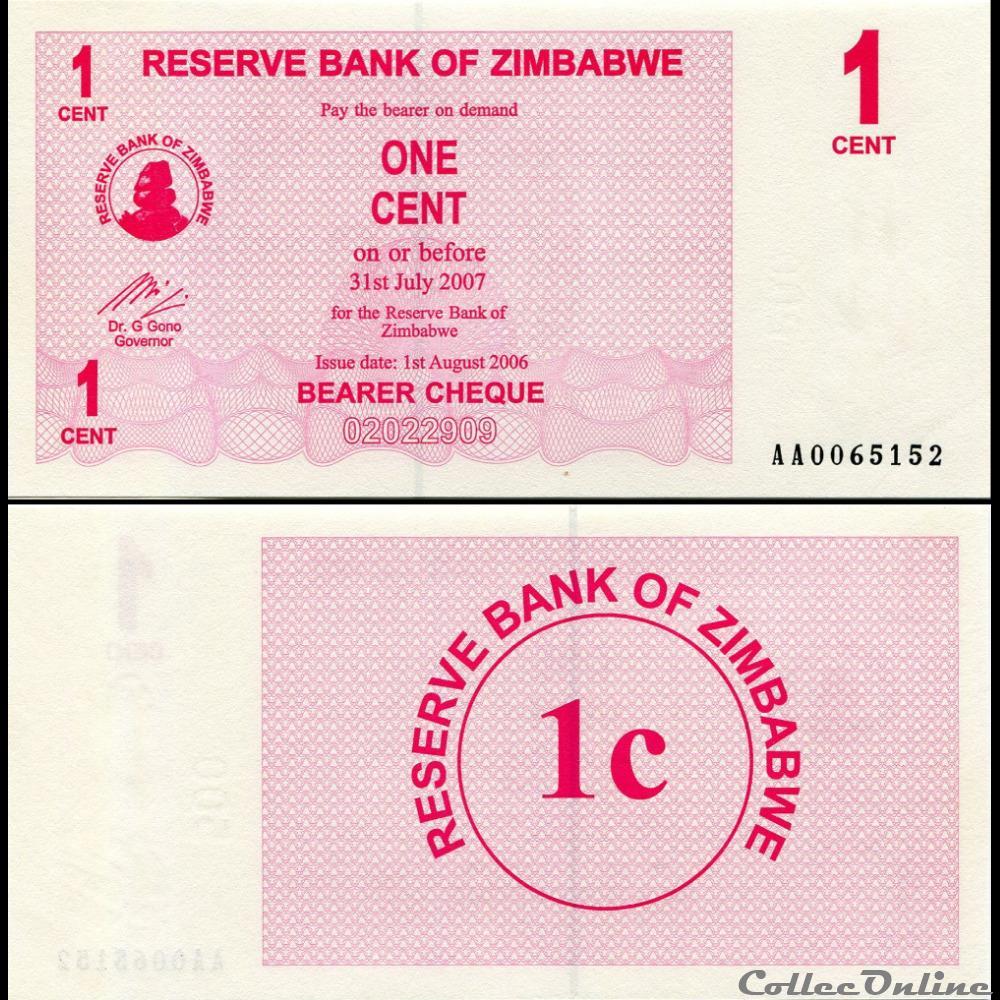 1
CENT
RESERVE BANK OF ZIMBABWE
1
CENT
Pay the bearer on demand
ONE
CENT
RESERVE BANK OF ZIMBABWE
on or before
31st July 2007
for the Reserve Bank of
Zimbabwe
Dr. G Gono
Governor
Issue date: 1st August 2006
BEARER CHEQUE
02022909
1
CENT
AA0065152
RESERVE BANK OF ZIMBABWE
1c
CollecOnline